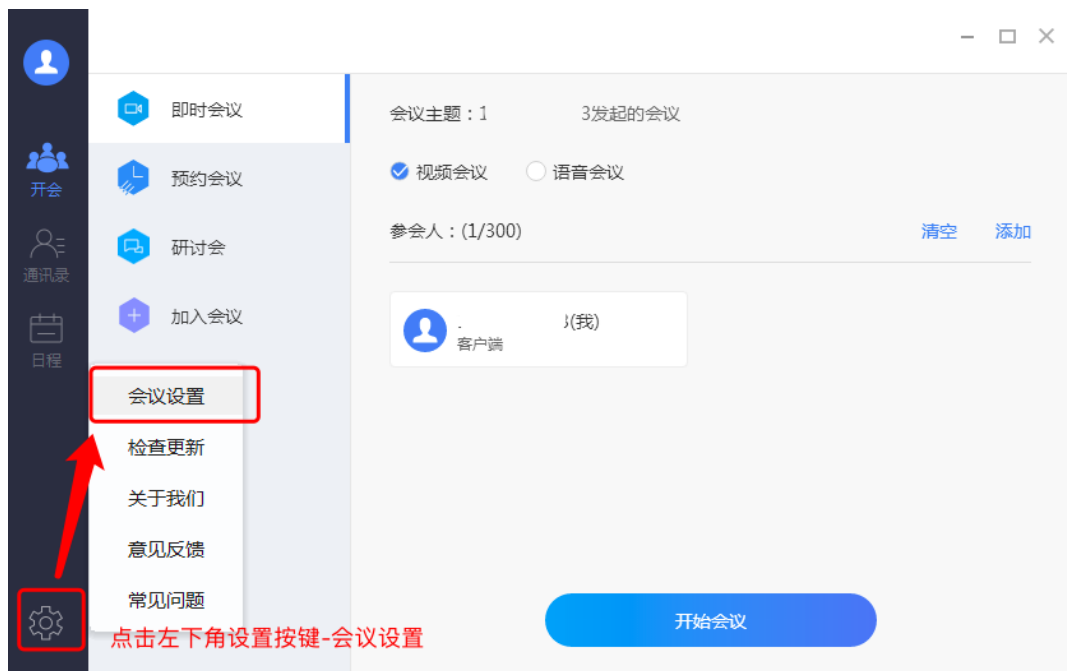 开会
通讯录
日程
即时会议
预约会议
研讨会
加入会议
会议设置
检查更新
关于我们
意见反馈
常见问题
点击左下角设置按键-会议设置
会议主题：1 3发起的会议
视频会议 语音会议
参会人：(1/300) 清空 添加
(我)
客户端
开始会议